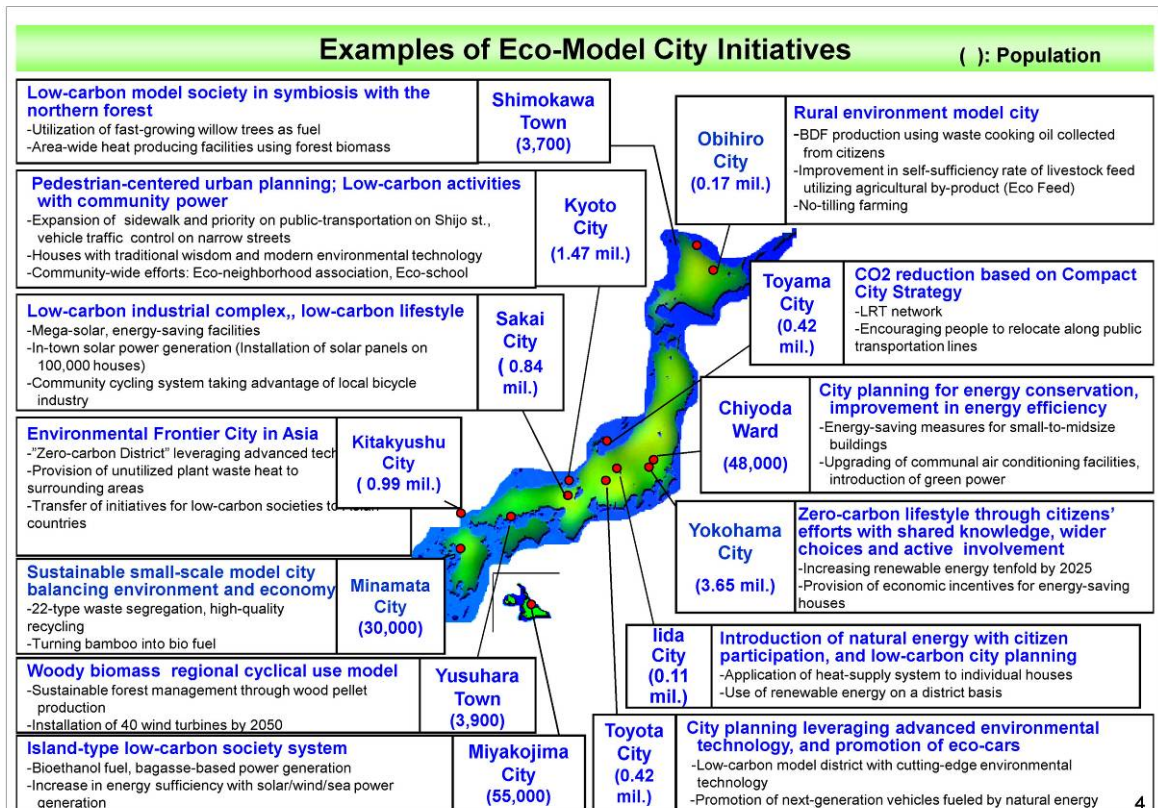 Examples of Eco-Model City Initiatives
( ): Population
Low-carbon model society in symbiosis with the
northern forest
-Utilization of fast-growing willow trees as fuel
-Area-wide heat producing facilities using forest biomass
Shimokawa
Town
(3,700)
Pedestrian-centered urban planning; Low-carbon activities
with community power
-Expansion of sidewalk and priority on public-transportation on Shijo st.,
vehicle traffic control on narrow streets
-Houses with traditional wisdom and modern environmental technology
-Community-wide efforts: Eco-neighborhood association, Eco-school
Kyoto
City
(1.47 mil.)
Low-carbon industrial complex,, low-carbon lifestyle
-Mega-solar, energy-saving facilities
-In-town solar power generation (Installation of solar panels on
100,000 houses)
-Community cycling system taking advantage of local bicycle
industry
Sakai
City
( 0.84
mil.)
Environmental Frontier City in Asia
-"Zero-carbon District" leveraging advanced tech
-Provision of unutilized plant waste heat to
surrounding areas
-Transfer of initiatives for low-carbon societies to Asian
countries
Kitakyushu
City
( 0.99 mil.)
Sustainable small-scale model city
balancing environment and economy
-22-type waste segregation, high-quality
recycling
-Turning bamboo into bio fuel
Minamata
City
(30,000)
Woody biomass regional cyclical use model
-Sustainable forest management through wood pellet
production
-Installation of 40 wind turbines by 2050
Yusuhara
Town
(3,900)
Island-type low-carbon society system
-Bioethanol fuel, bagasse-based power generation
-Increase in energy sufficiency with solar/wind/sea power
generation
Miyakojima
City
(55,000)
Obihiro
City
(0.17 mil.)
Rural environment model city
-BDF production using waste cooking oil collected
from citizens
-Improvement in self-sufficiency rate of livestock feed
utilizing agricultural by-product (Eco Feed)
-No-tilling farming
Toyama
City
(0.42
mil.)
CO2 reduction based on Compact
City Strategy
-LRT network
-Encouraging people to relocate along public
transportation lines
Chiyoda
Ward
(48,000)
City planning for energy conservation,
improvement in energy efficiency
-Energy-saving measures for small-to-midsize
buildings
-Upgrading of communal air conditioning facilities,
introduction of green power
Yokohama
City
(3.65 mil.)
Zero-carbon lifestyle through citizens'
efforts with shared knowledge, wider
choices and active involvement
-Increasing renewable energy tenfold by 2025
-Provision of economic incentives for energy-saving
houses
Iida
City
(0.11
mil.)
Introduction of natural energy with citizen
participation, and low-carbon city planning
-Application of heat-supply system to individual houses
-Use of renewable energy on a district basis
Toyota
City
(0.42
mil.)
City planning leveraging advanced environmental
technology, and promotion of eco-cars
-Low-carbon model district with cutting-edge environmental
technology
-Promotion of next-generation vehicles fueled by natural energy
4